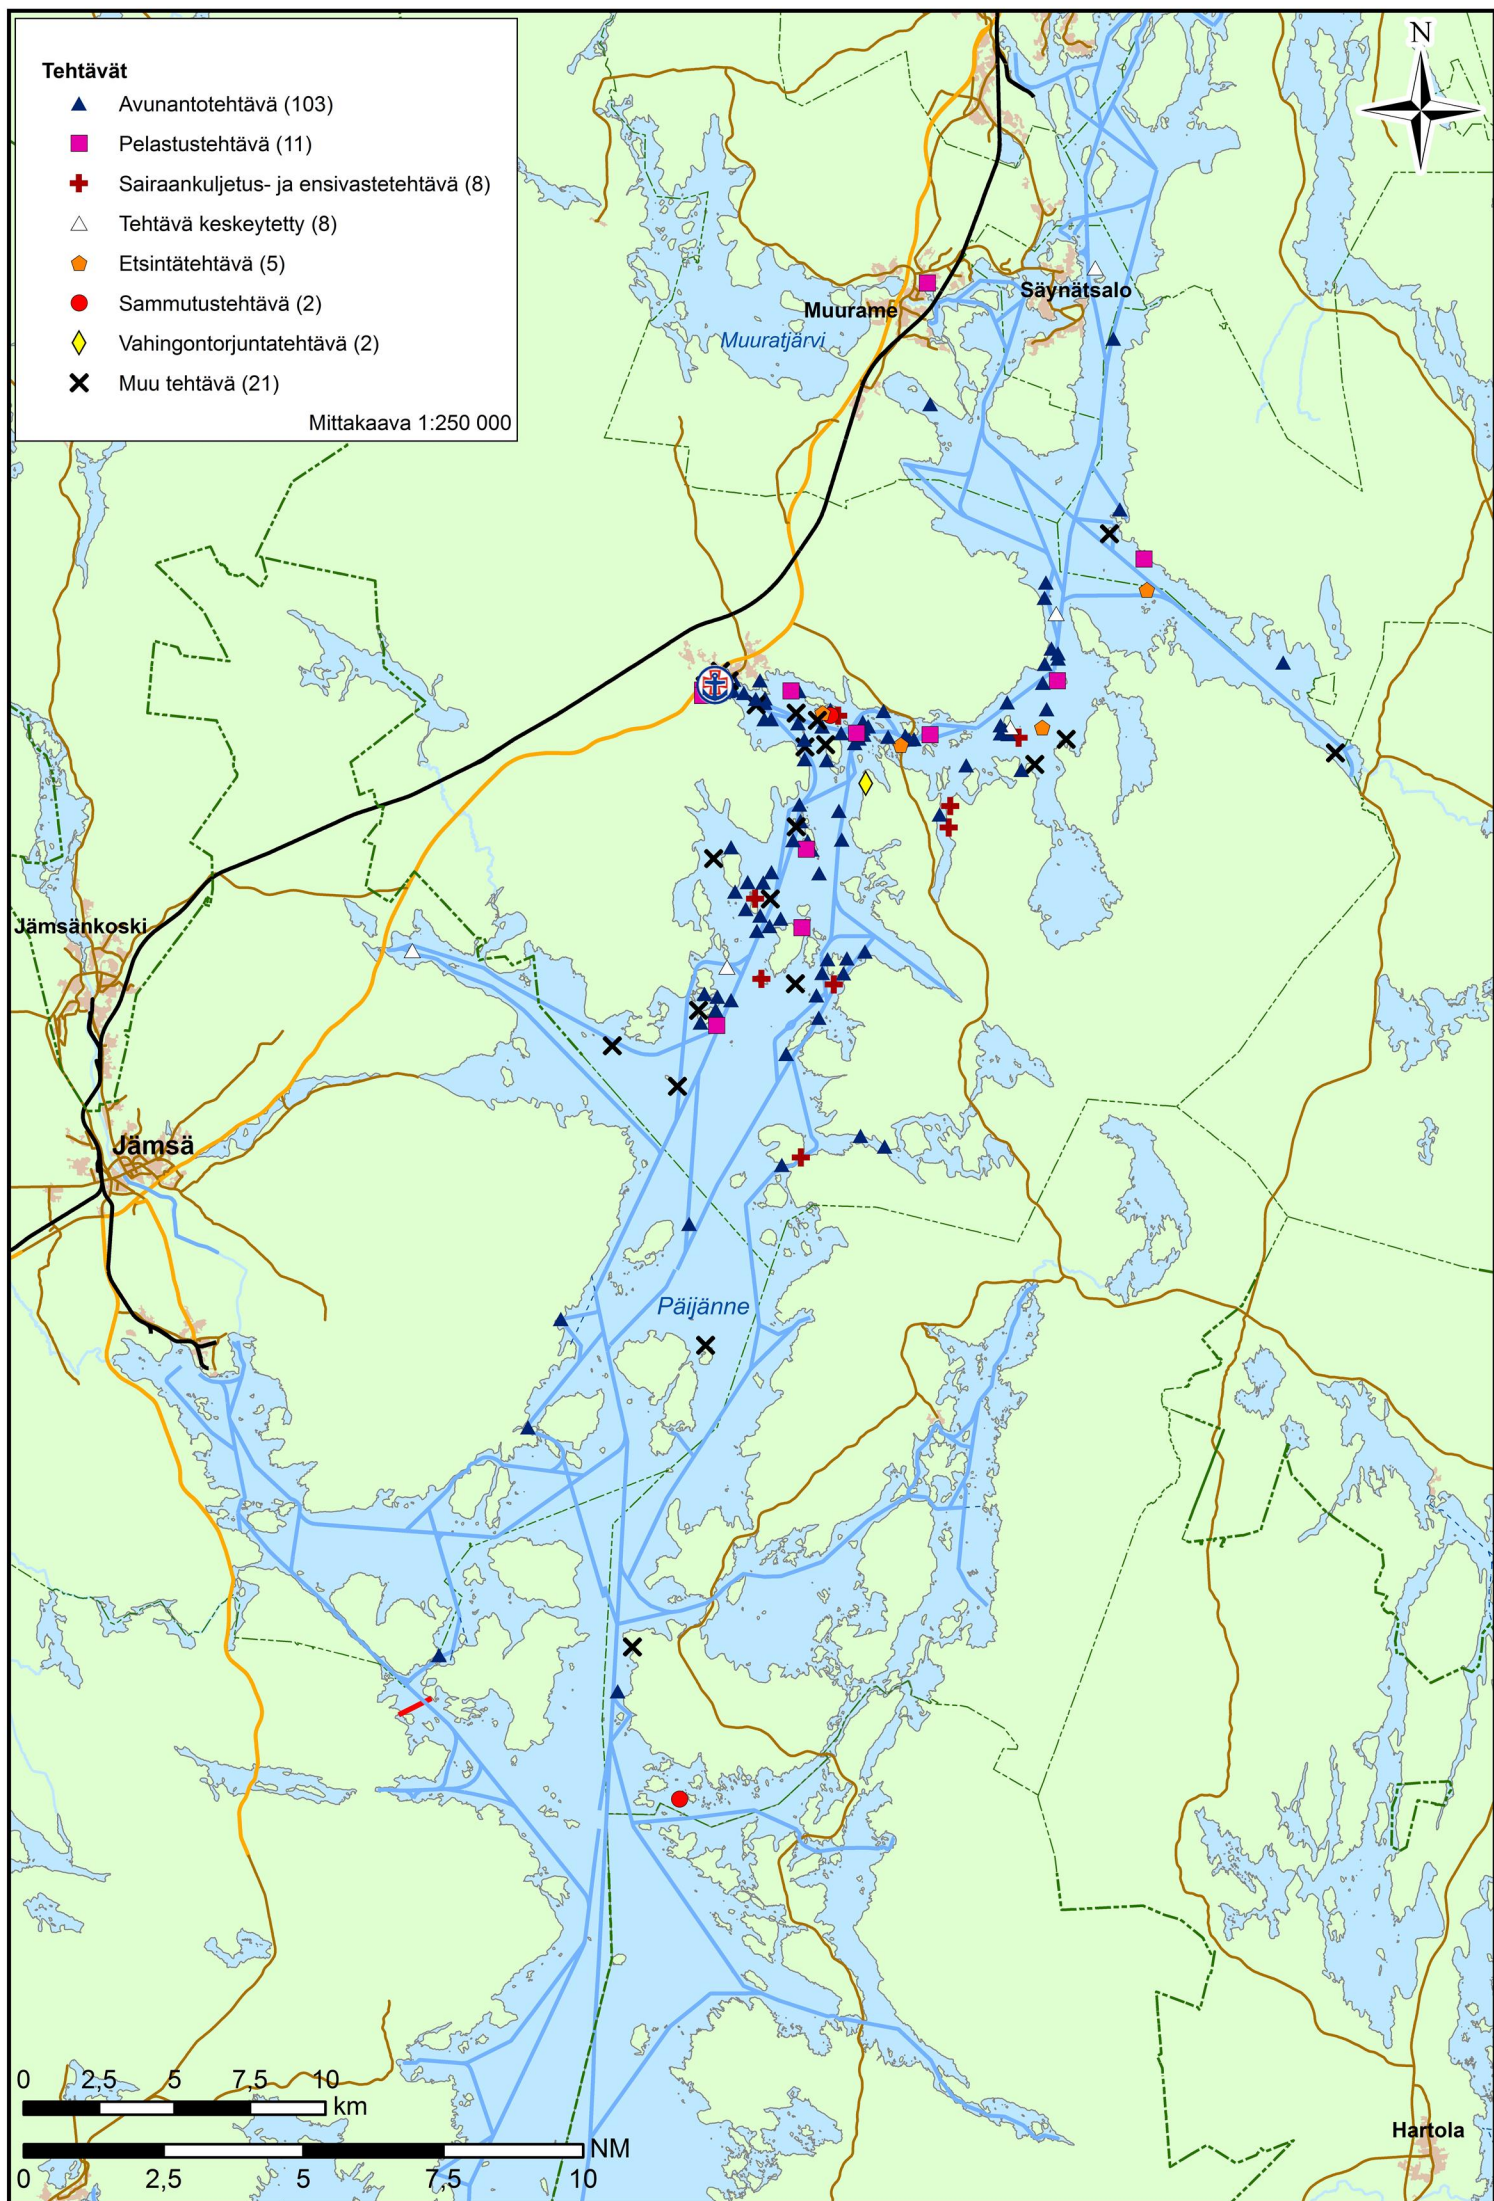 N
Tehtävät
Avunantotehtävä (103)
Pelastustehtävä (11)
Sairaankuljetus- ja ensivastetehtävä (8)
Tehtävä keskeytetty (8)
Etsintätehtävä (5)
Sammutustehtävä (2)
Vahingontorjuntatehtävä (2)
Muu tehtävä (21)
Mittakaava 1:250 000
Säynätsalo
Muurame
Muuratjärvi
Jämsänkoski
Jämsä
Päijänne
0 2,5 5 7,5 10
km
Hartola
NM
0 2,5 5 7,5 10